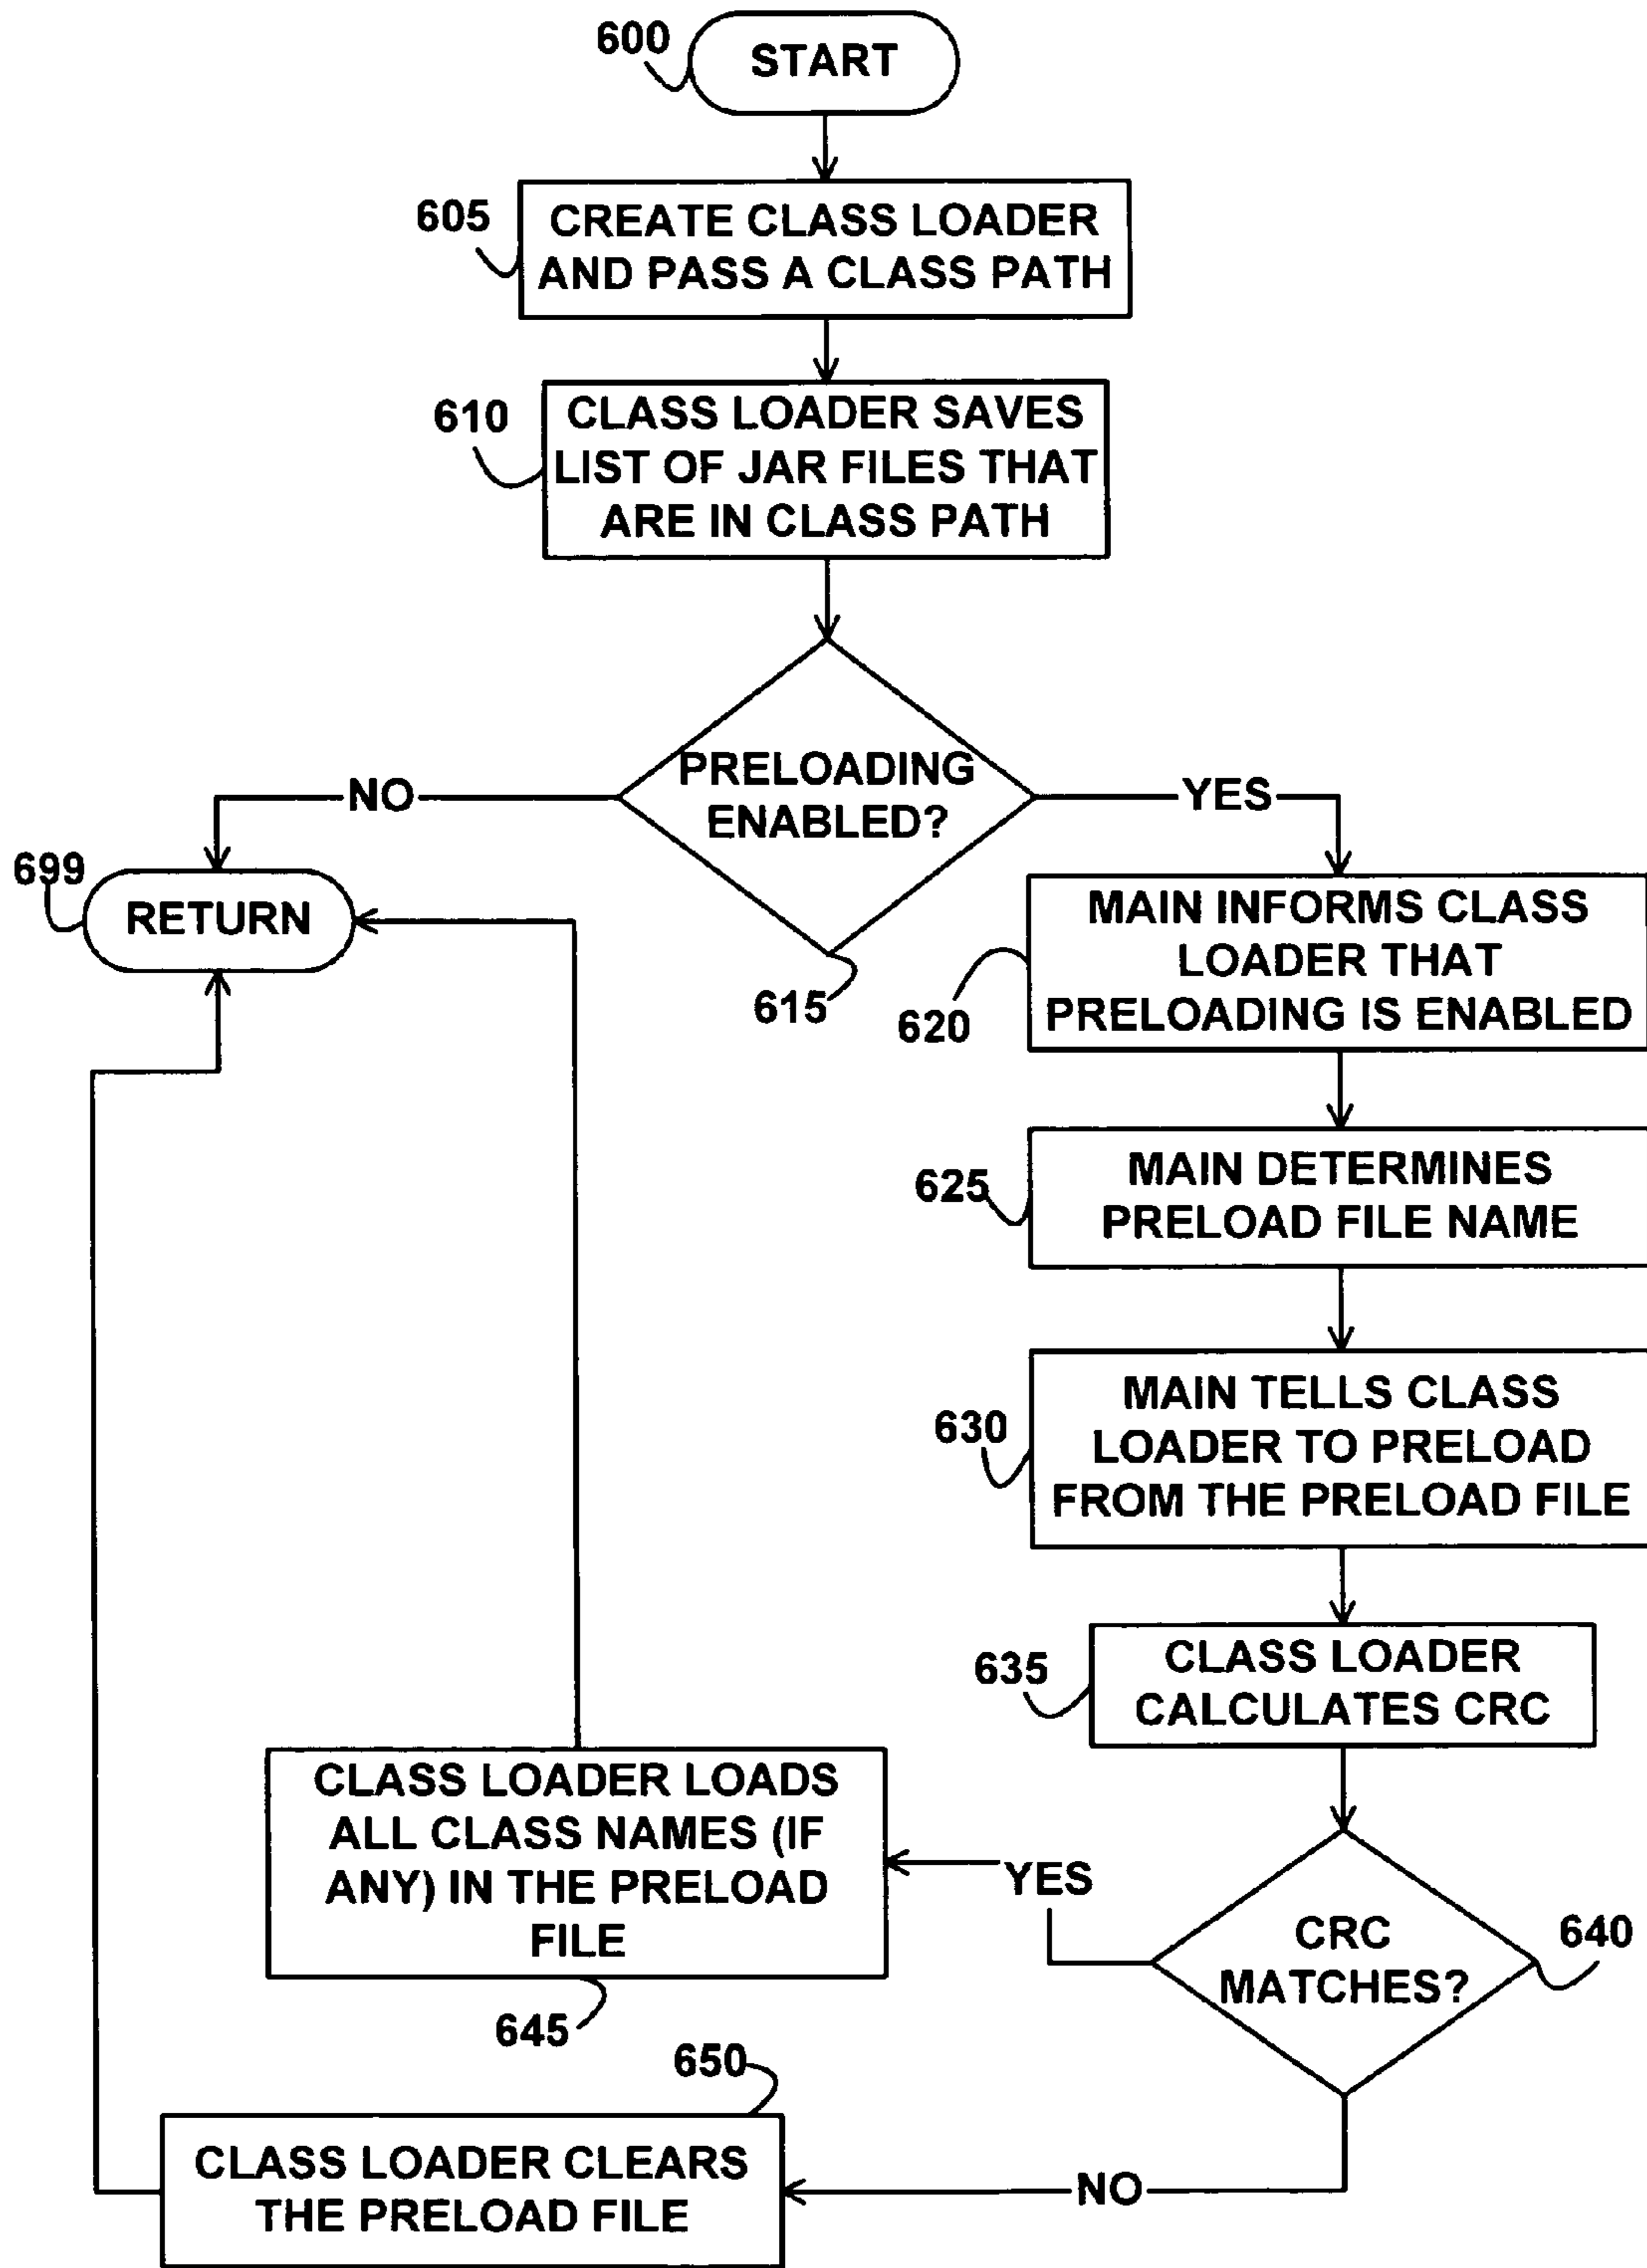 600
START
605
CREATE CLASS LOADER
AND PASS A CLASS PATH
610
CLASS LOADER SAVES
LIST OF JAR FILES THAT
ARE IN CLASS PATH
PRELOADING
ENABLED?
NO
YES
699
RETURN
615
620
MAIN INFORMS CLASS
LOADER THAT
PRELOADING IS ENABLED
625
MAIN DETERMINES
PRELOAD FILE NAME
630
MAIN TELLS CLASS
LOADER TO PRELOAD
FROM THE PRELOAD FILE
635
CLASS LOADER
CALCULATES CRC
CLASS LOADER LOADS
ALL CLASS NAMES (IF
ANY) IN THE PRELOAD
FILE
645
YES
CRC
MATCHES?
640
650
CLASS LOADER CLEARS
THE PRELOAD FILE
NO